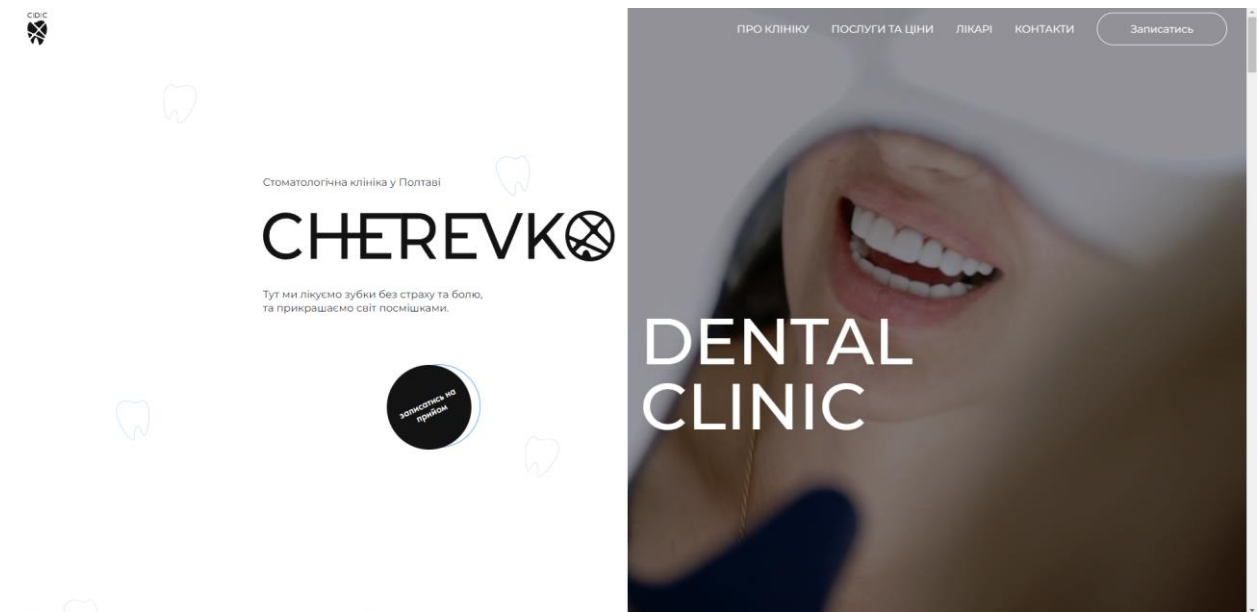 CIDIC
ПРО КЛІНІКУ ПОСЛУГИ ТА ЦІНИ ЛІКАРІ КОНТАКТИ Записатись
Стоматологічна клініка у Полтаві
CHEREVKO
Тут ми лікуємо зубки без страху та болю,
та прикрашаємо світ посмішками.
записатись на
прийом
DENTAL
CLINIC